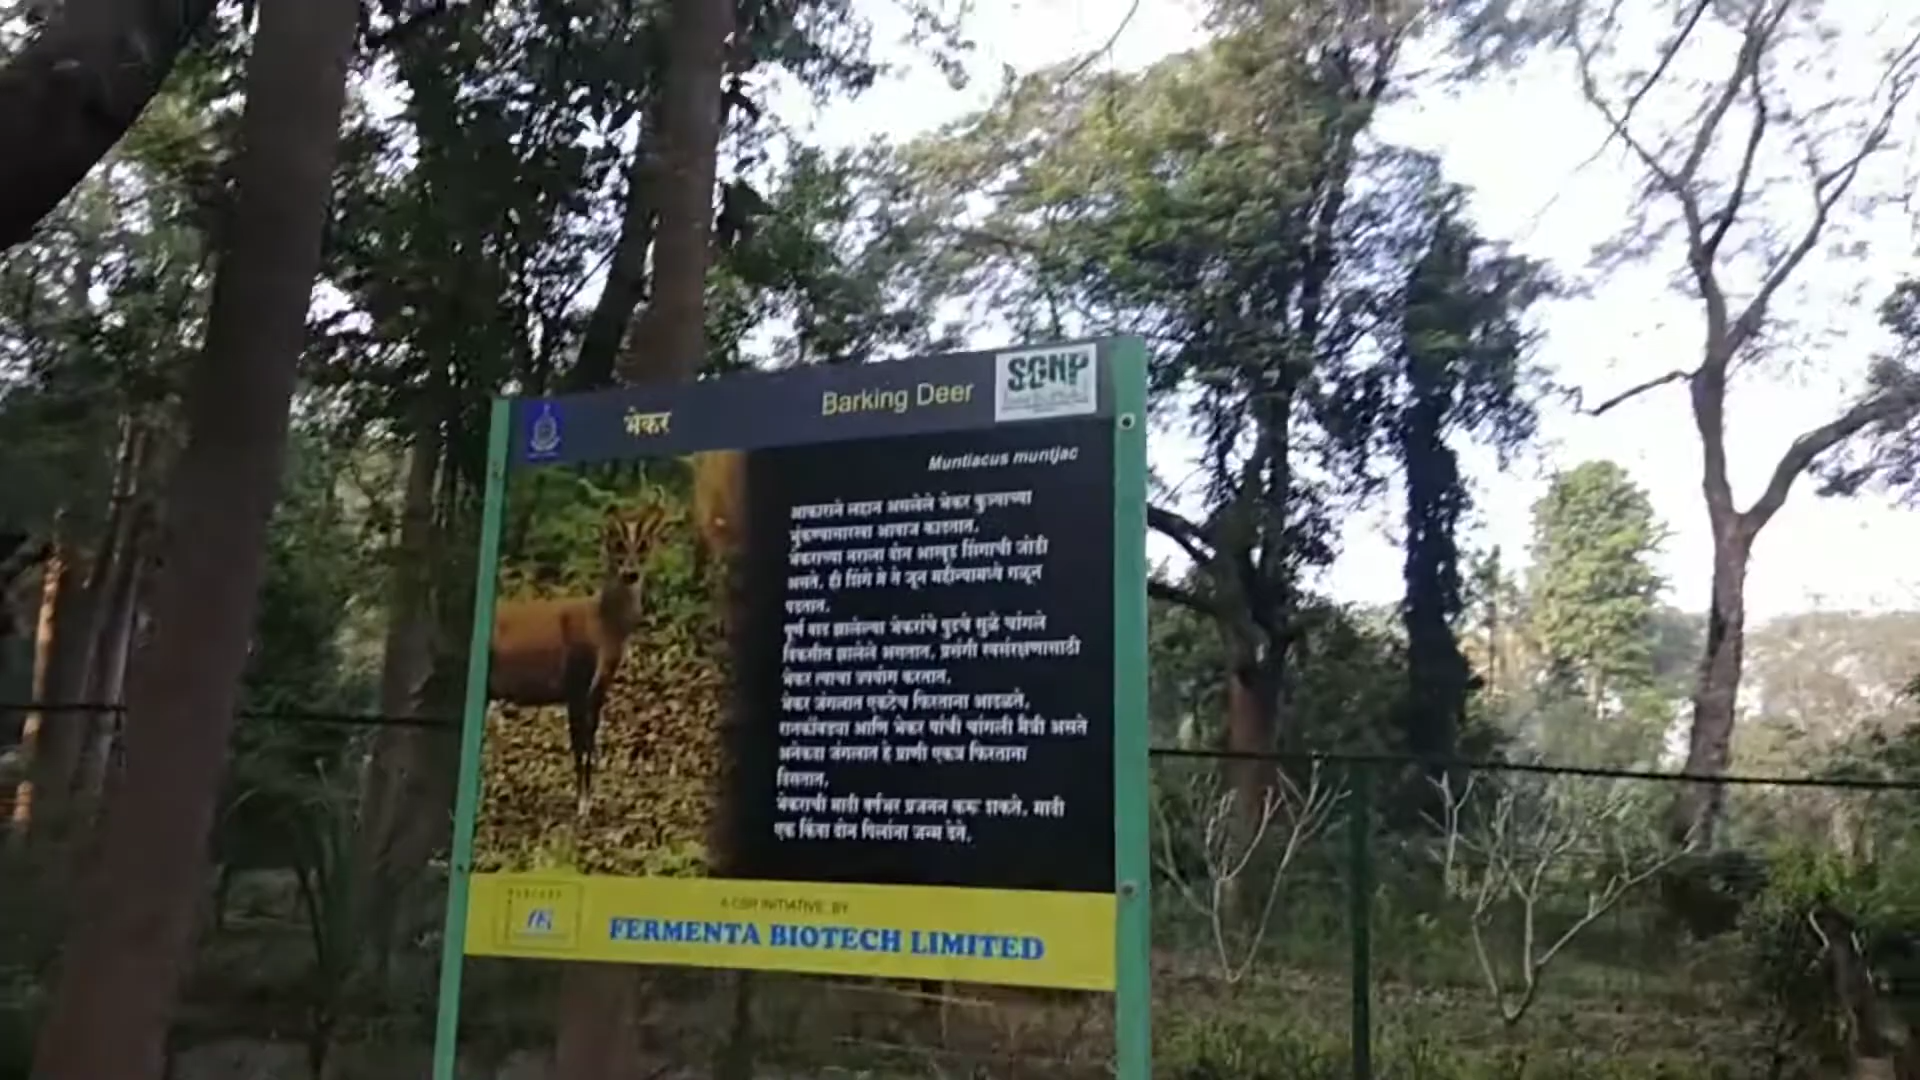 भेकर
Barking Deer
SGNP
Muntiacus muntjac
आकाराने लहान असलेले भेकर कुत्र्याच्या
भुंकण्यासारखा आवाज काढतात.
भेकराच्या नराला दोन आखुड शिंगाची जोडी
असते. ही शिंगे मे ते जून महीन्यामध्ये गळून
पडतात.
पूर्ण वाढ झालेल्या भेकरांचे पुढचे सुळे चांगले
विकसीत झालेले असतात. प्रसंगी स्वसंरक्षणासाठी
भेकर त्याचा उपयोग करतात.
भेकर जंगलात एकटेच फिरताना आढळते.
रानकोंबड्या आणि भेकर यांची चांगली मैत्री असते
अनेकदा जंगलात हे प्राणी एकत्र फिरताना
दिसतात.
भेकराची मादी वर्षभर प्रजनन करू शकते. मादी
एक किंवा दोन पिलांना जन्म देते.
A CSR INITIATIVE BY
FERMENTA BIOTECH LIMITED